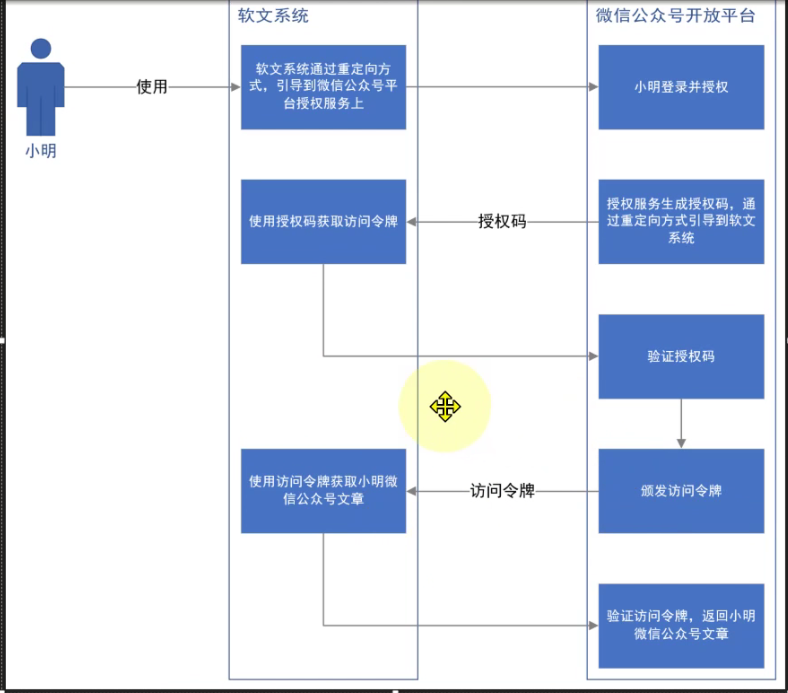 软文系统
微信公众号开放平台
软文系统通过重定向方
式，引导到微信公众号平
台授权服务上
小明登录并授权
使用
小明
使用授权码获取访问令牌
授权码
授权服务生成授权码，通
过重定向方式引导到软文
系统
验证授权码
使用访问令牌获取小明微
信公众号文章
访问令牌
颁发访问令牌
验证访问令牌，返回小明
微信公众号文章